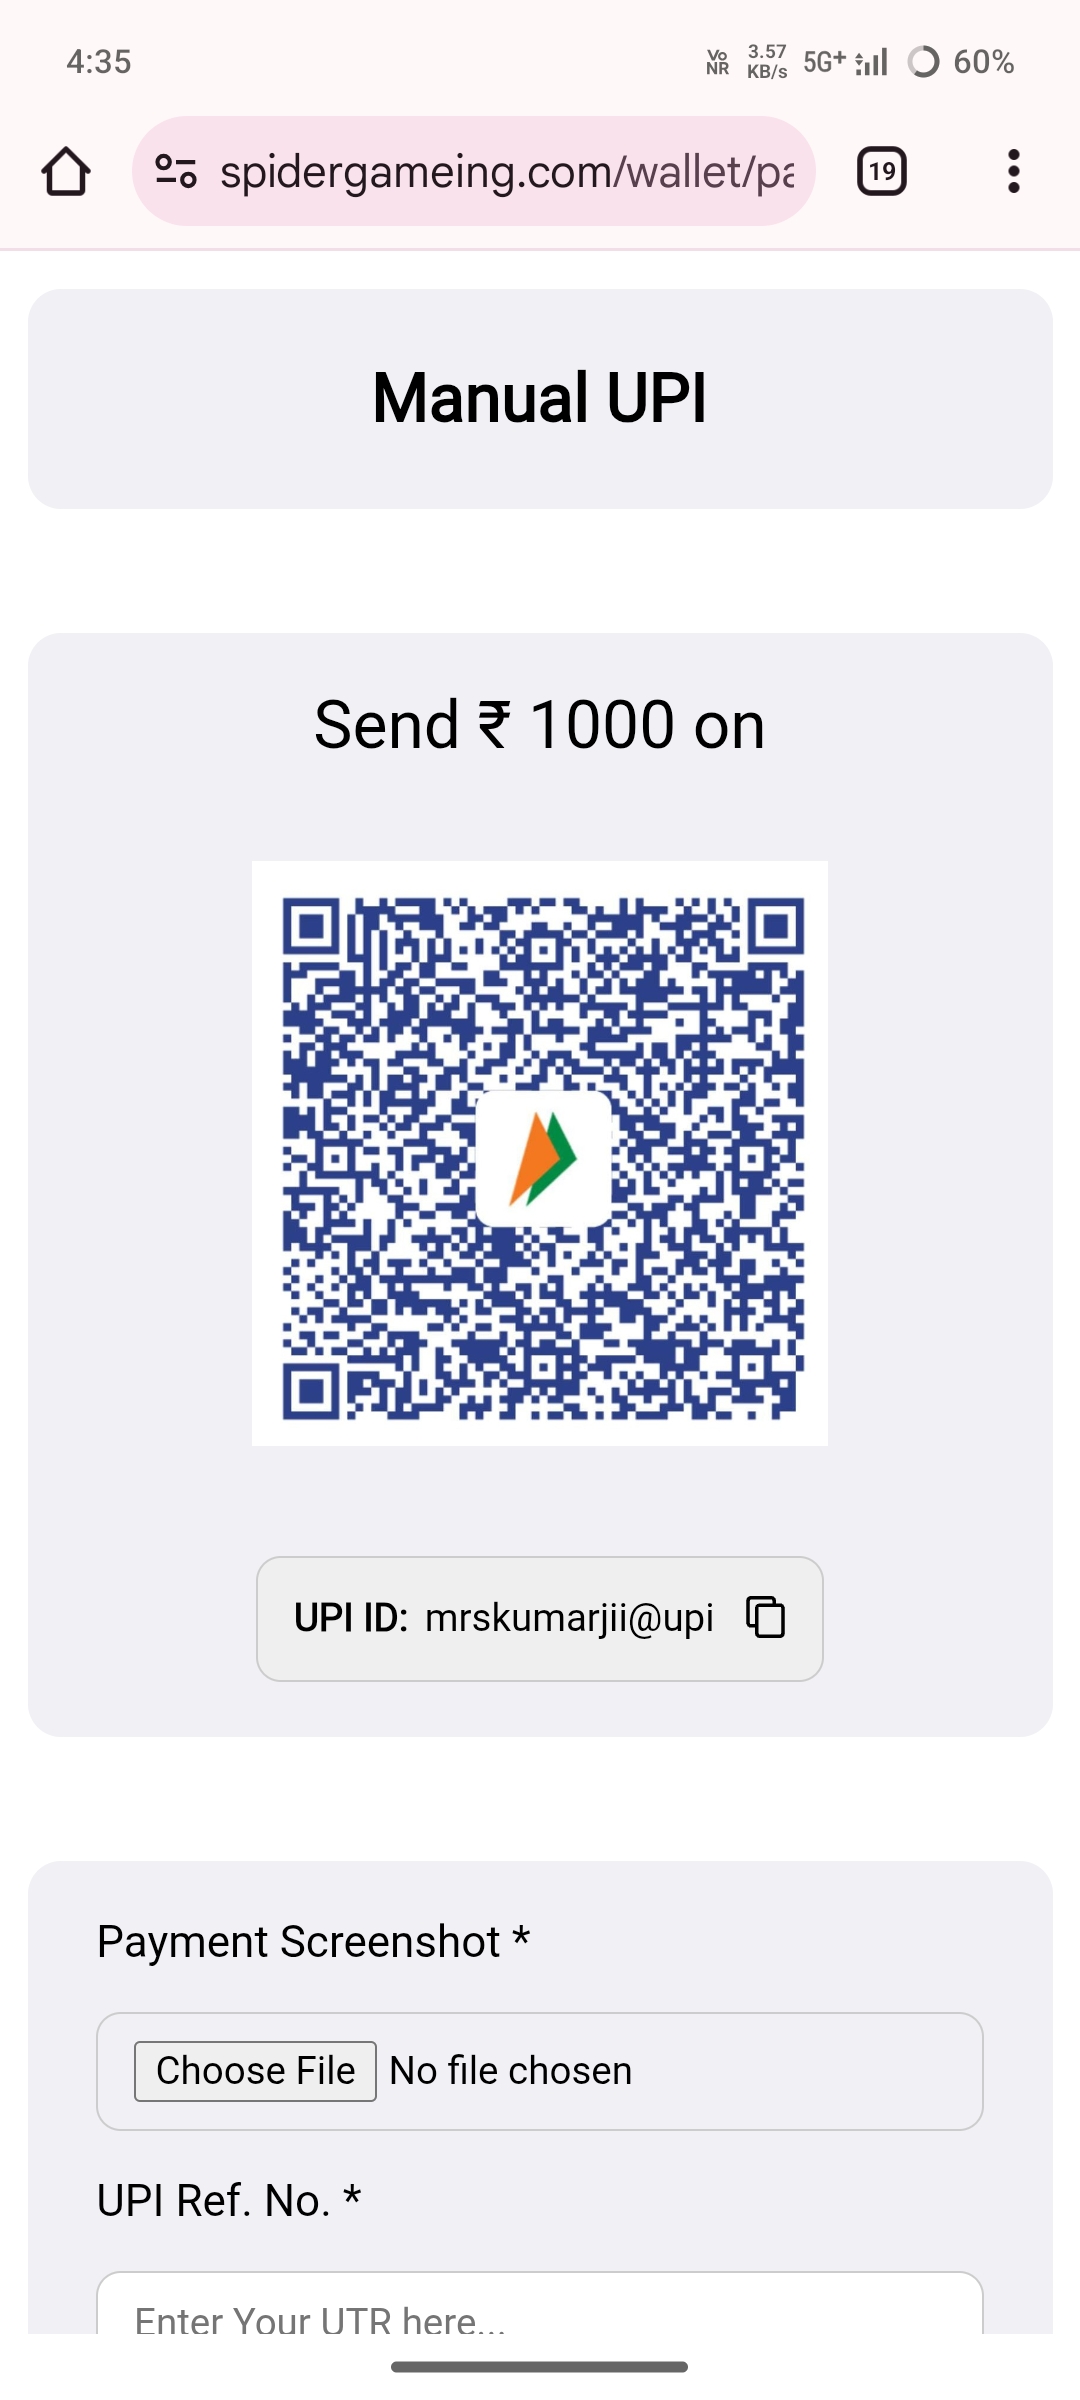 4:35
Vo
NR
3.57
KB/s
5G+
60%
spidergameing.com/wallet/pa
19
Manual UPI
Send ₹ 1000 on
UPI ID: mrskumarjii@upi
Payment Screenshot *
Choose File No file chosen
UPI Ref. No. *
Enter Your UTR here...